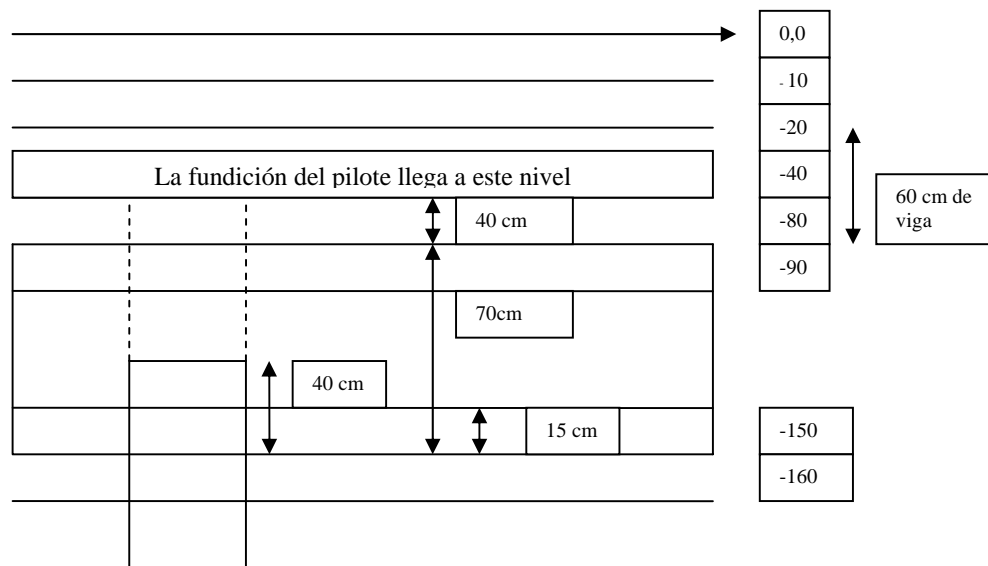 0,0
- 10
-20
La fundición del pilote llega a este nivel
-40
40 cm
-80
60 cm de
viga
-90
70cm
40 cm
15 cm
-150
-160